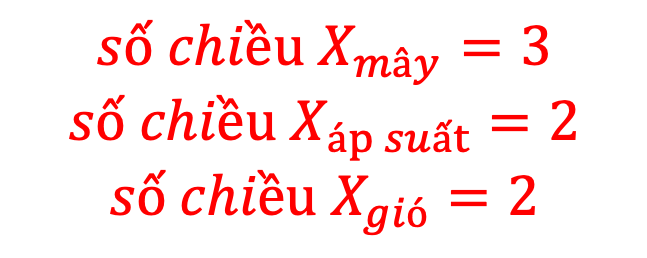 số chiều X_mây = 3
số chiều X_áp suất = 2
số chiều X_gió = 2